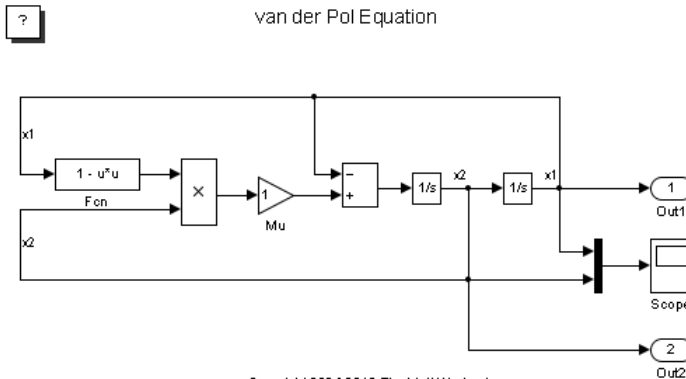 ?
van der Pol Equation
x1
1 - u*u
Fcn
×
1
Mu
−
+
1/s
x2
1/s
x1
1
Out1
x2
Scope
2
Out2